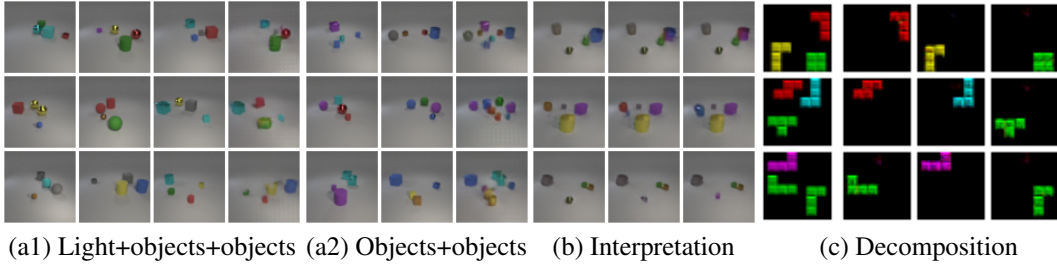 (a1) Light+objects+objects (a2) Objects+objects (b) Interpretation (c) Decomposition